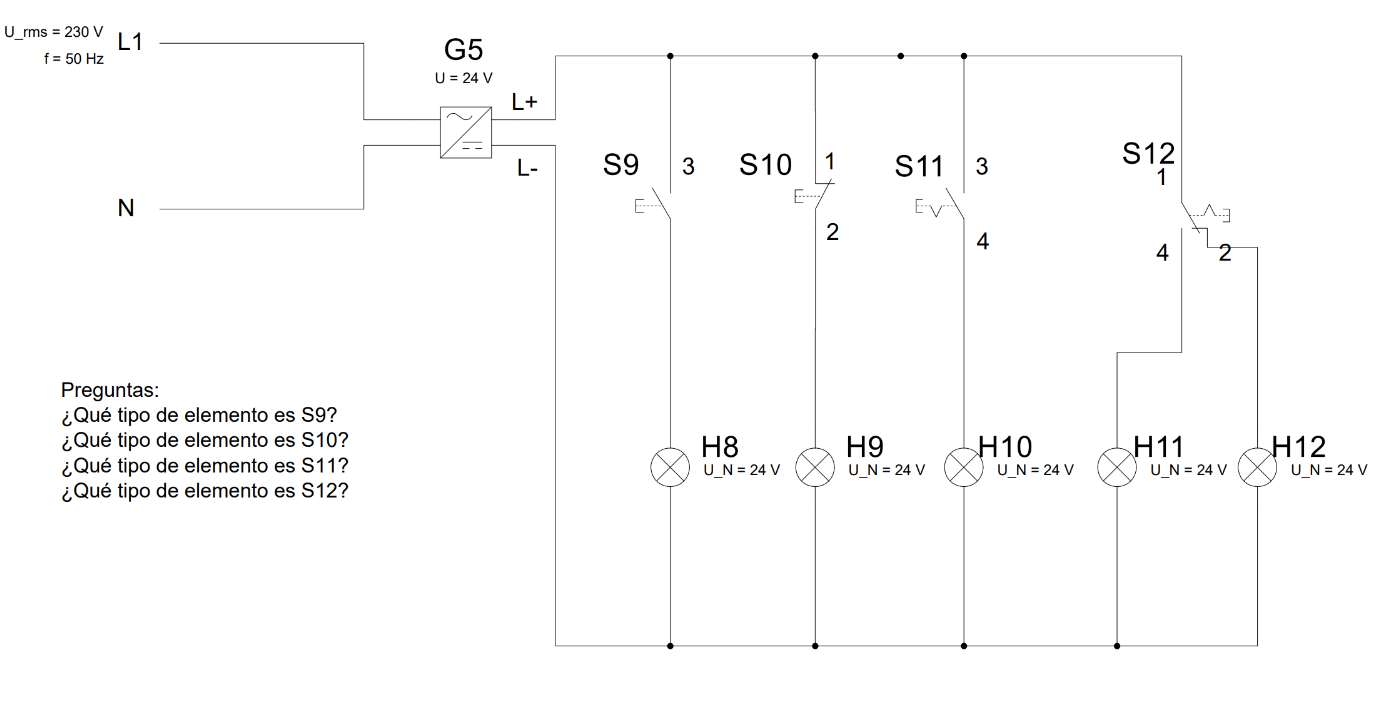 U_rms = 230 V
f = 50 Hz
L1
N
G5
U = 24 V
L+
L-
S9
3
S10
1
2
S11
3
4
S12
1
4
2
Preguntas:
¿Qué tipo de elemento es S9?
¿Qué tipo de elemento es S10?
¿Qué tipo de elemento es S11?
¿Qué tipo de elemento es S12?
H8
U_N = 24 V
H9
U_N = 24 V
H10
U_N = 24 V
H11
U_N = 24 V
H12
U_N = 24 V